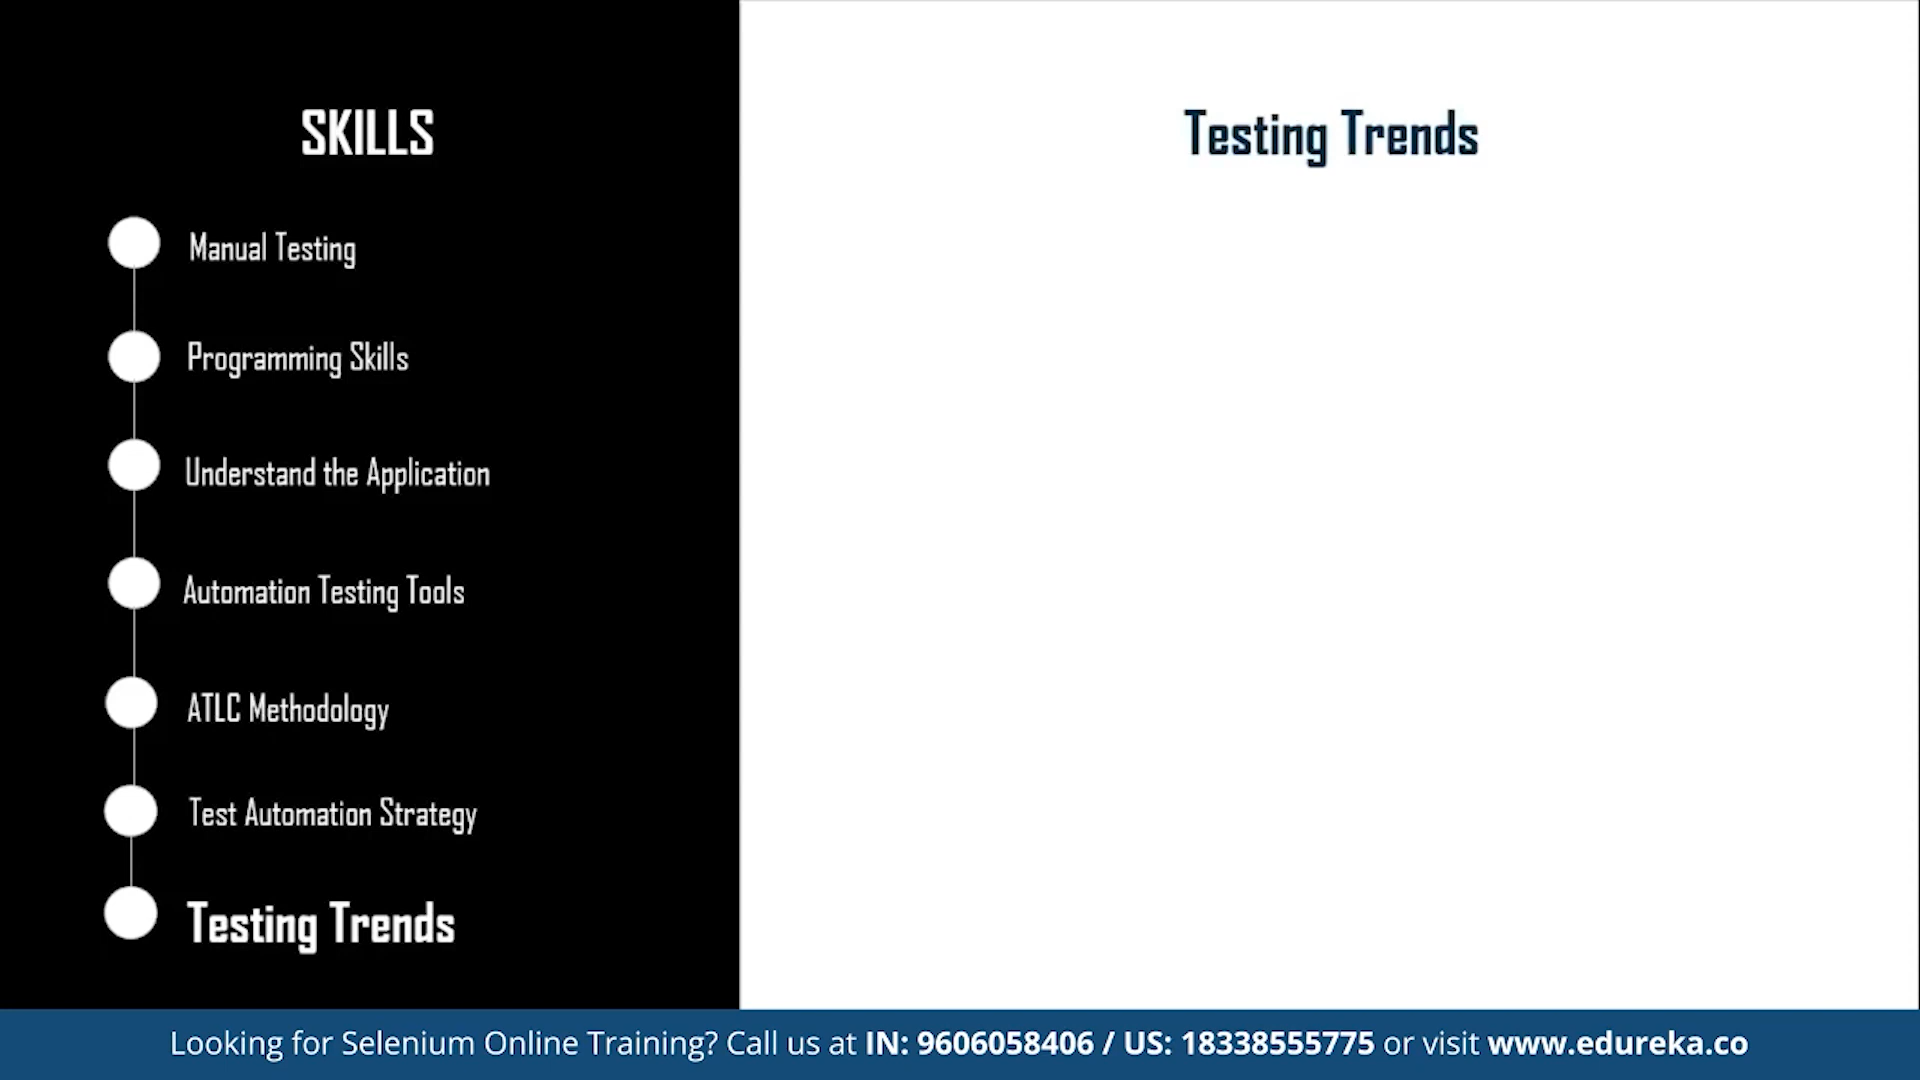 SKILLS
Manual Testing
Programming Skills
Understand the Application
Automation Testing Tools
ATLC Methodology
Test Automation Strategy
Testing Trends
Testing Trends
Looking for Selenium Online Training? Call us at IN: 9606058406 / US: 18338555775 or visit www.edureka.co